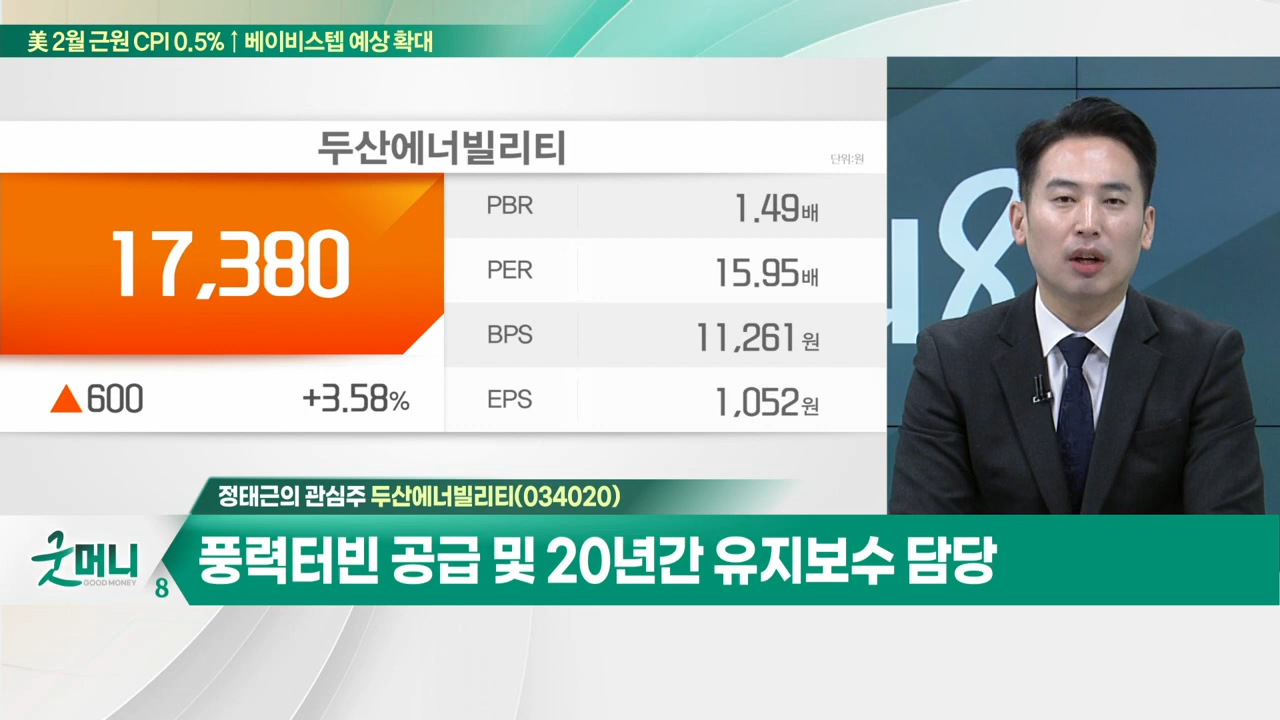 美 2월 근원 CPI 0.5%↑ 베이비스텝 예상 확대
두산에너빌리티
단위:원
17,380
▲600 +3.58%
PBR 1.49배
PER 15.95배
BPS 11,261원
EPS 1,052원
정태근의 관심주 두산에너빌리티(034020)
굿머니
GOOD MONEY
8
풍력터빈 공급 및 20년간 유지보수 담당